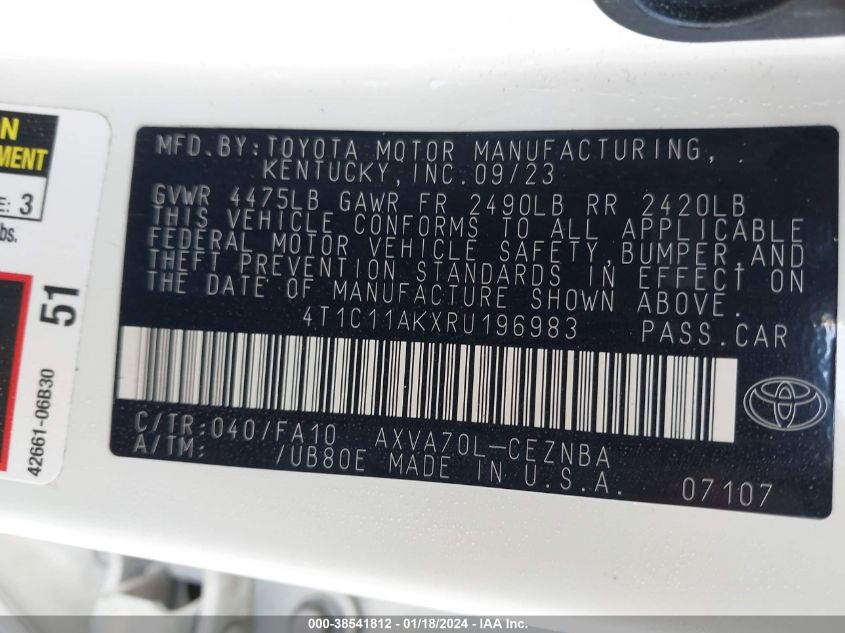 N
MENT
E: 3
bs.
51
42661-06B30
MFD.BY:TOYOTA MOTOR MANUFACTURING,
KENTUCKY,INC.09/23
GVWR 4475LB GAWR FR 2490LB RR 2420LB
THIS VEHICLE CONFORMS TO ALL APPLICABLE
FEDERAL MOTOR VEHICLE SAFETY,BUMPER,AND
THEFT PREVENTION STANDARDS IN EFFECT ON
THE DATE OF MANUFACTURE SHOWN ABOVE.
4T1C11AKXRU196983 PASS.CAR
C/TR:040/FA10 AXVA70L-CEZNBA
A/TM: /UB80E MADE IN U.S.A. 07107
000-38541812 - 01/18/2024 - IAA Inc.